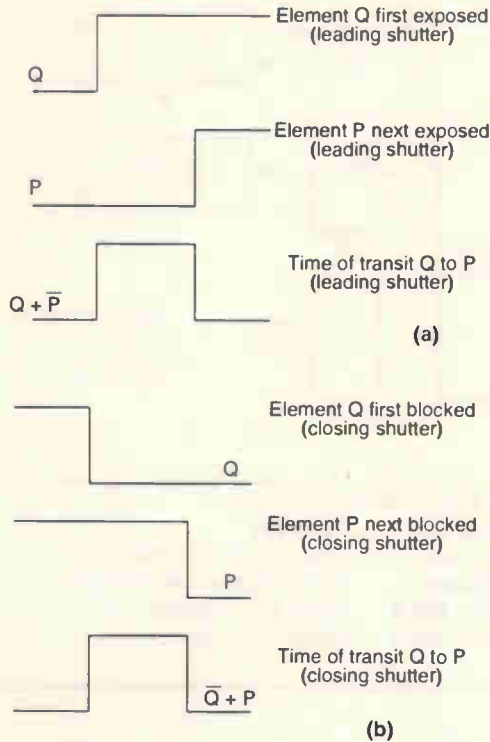 Element Q first exposed
(leading shutter)
Q
Element P next exposed
(leading shutter)
P
Time of transit Q to P
(leading shutter)
Q + P̅
(a)
Element Q first blocked
(closing shutter)
Q
Element P next blocked
(closing shutter)
P
Time of transit Q to P
(closing shutter)
Q̅ + P
(b)